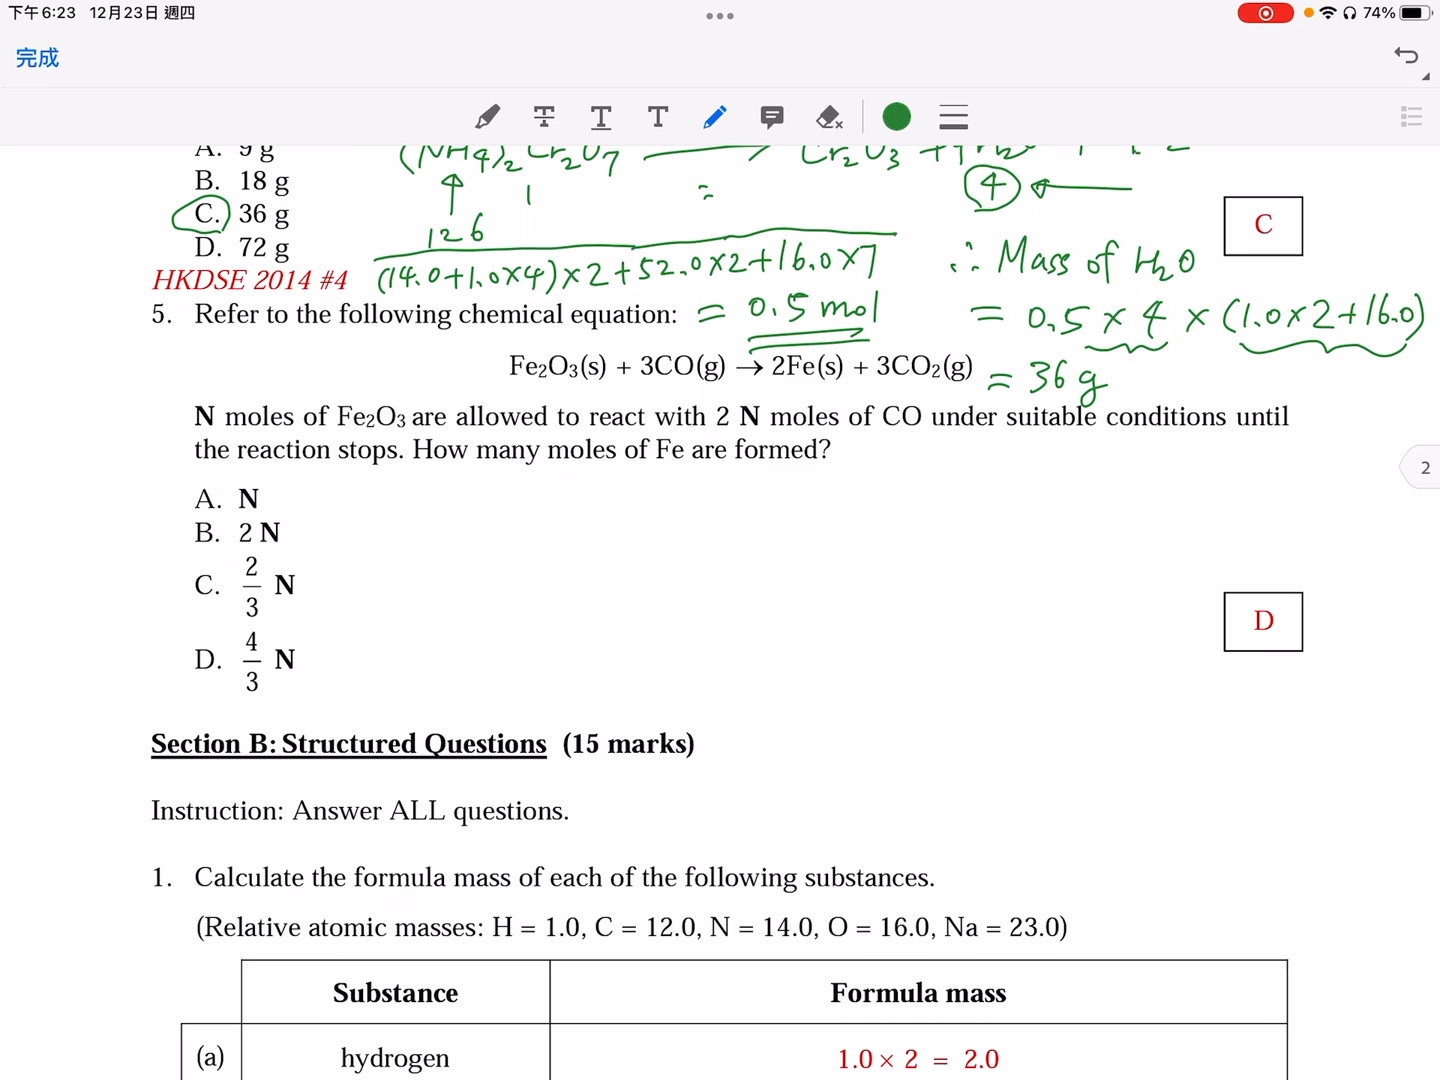 下午6:23 12月23日 週四
74%
完成
A. 9 g
(NH4)2 Cr2O7 → Cr2O3 +
B. 18 g
1 = 4
C. 36 g
C
126
D. 72 g
(14.0+1.0×4)×2+52.0×2+16.0×7
∴ Mass of H2O
HKDSE 2014 #4
5. Refer to the following chemical equation:
= 0.5 mol
= 0.5 × 4 × (1.0×2+16.0)
Fe₂O₃(s) + 3CO(g) → 2Fe(s) + 3CO₂(g)
= 36 g
N moles of Fe₂O₃ are allowed to react with 2 N moles of CO under suitable conditions until
the reaction stops. How many moles of Fe are formed?
2
A. N
B. 2 N
C. 2/3 N
D
D. 4/3 N
Section B: Structured Questions (15 marks)
Instruction: Answer ALL questions.
1. Calculate the formula mass of each of the following substances.
(Relative atomic masses: H = 1.0, C = 12.0, N = 14.0, O = 16.0, Na = 23.0)
Substance Formula mass
(a) hydrogen 1.0 × 2 = 2.0